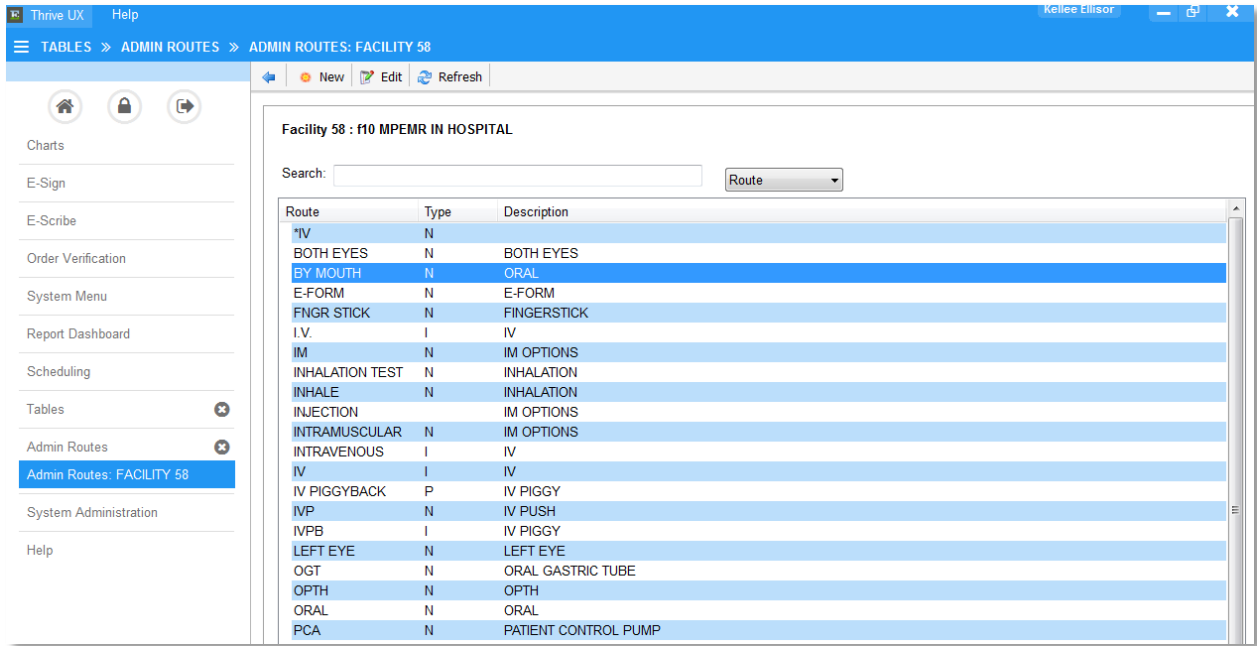 E Thrive UX Help Kellee Ellisor
TABLES » ADMIN ROUTES » ADMIN ROUTES: FACILITY 58
New Edit Refresh
Charts
E-Sign
E-Scribe
Order Verification
System Menu
Report Dashboard
Scheduling
Tables
Admin Routes
Admin Routes: FACILITY 58
System Administration
Help
Facility 58 : f10 MPEMR IN HOSPITAL
Search: Route
Route Type Description
*IV N
BOTH EYES N BOTH EYES
BY MOUTH N ORAL
E-FORM N E-FORM
FNGR STICK N FINGERSTICK
I.V. I IV
IM N IM OPTIONS
INHALATION TEST N INHALATION
INHALE N INHALATION
INJECTION IM OPTIONS
INTRAMUSCULAR N IM OPTIONS
INTRAVENOUS I IV
IV I IV
IV PIGGYBACK P IV PIGGY
IVP N IV PUSH
IVPB I IV PIGGY
LEFT EYE N LEFT EYE
OGT N ORAL GASTRIC TUBE
OPTH N OPTH
ORAL N ORAL
PCA N PATIENT CONTROL PUMP